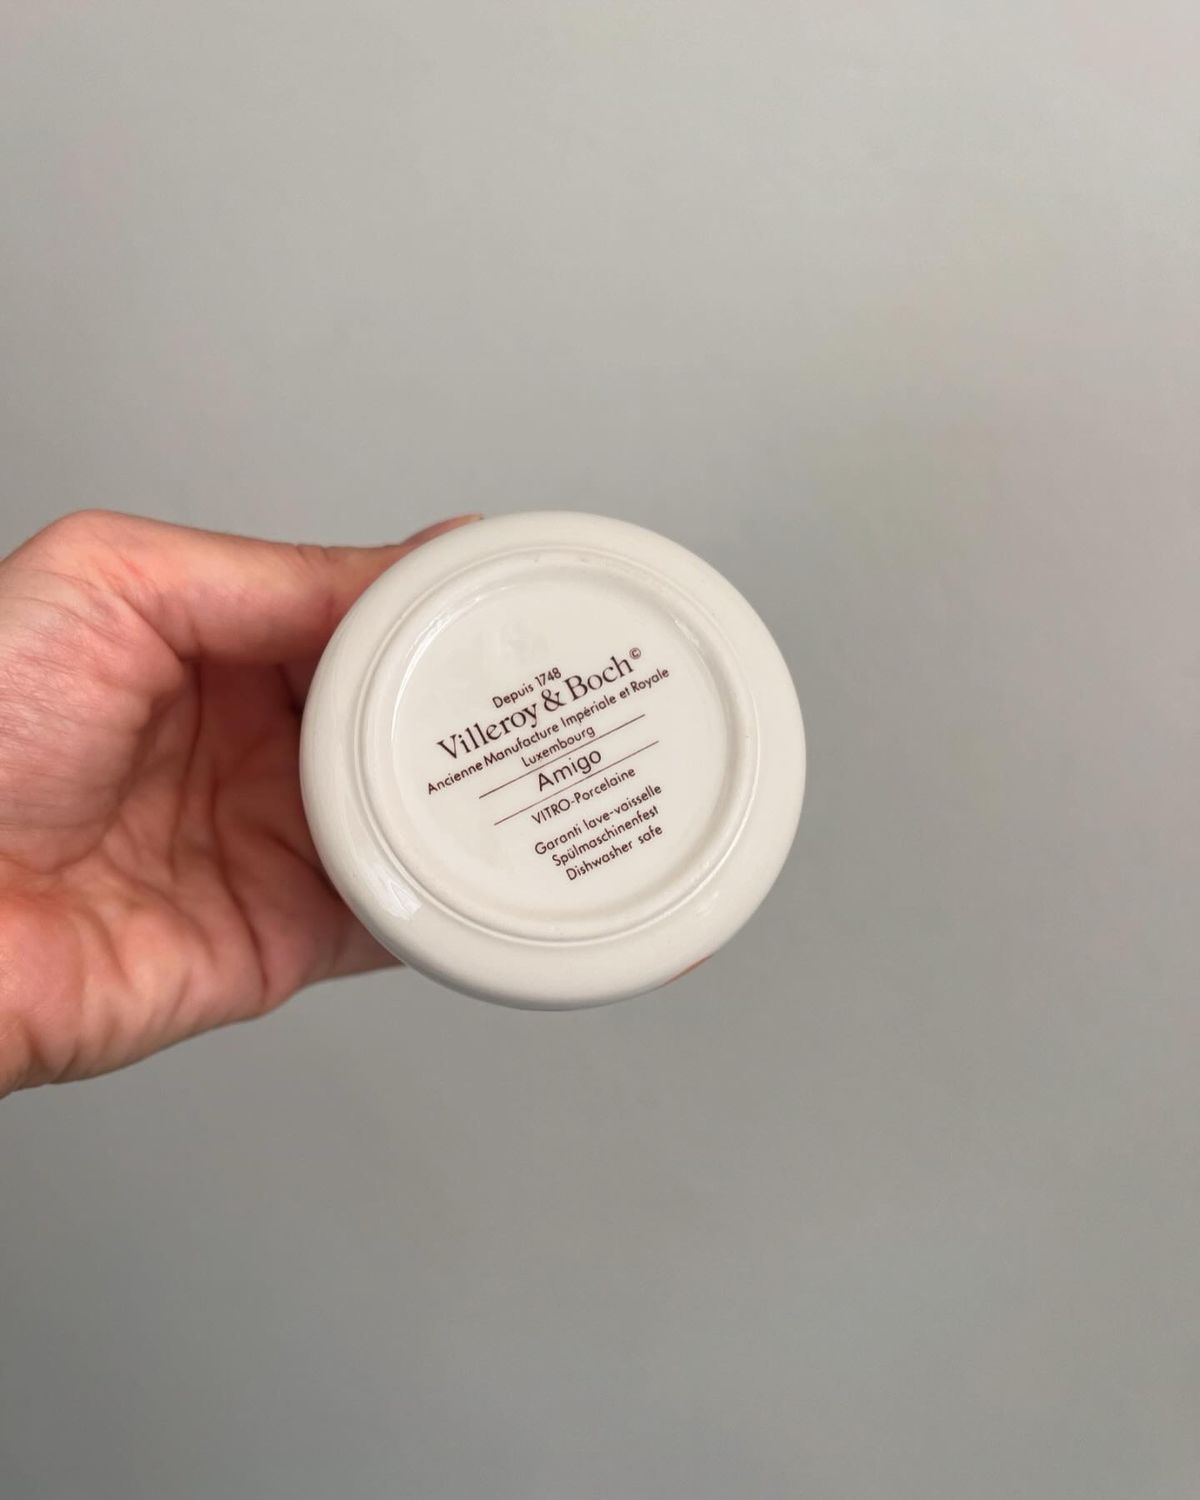 Depuis 1748
Villeroy & Boch©
Ancienne Manufacture Impériale et Royale
Luxembourg
Amigo
VITRO-Porcelaine
Garanti lave-vaisselle
Spülmaschinenfest
Dishwasher safe